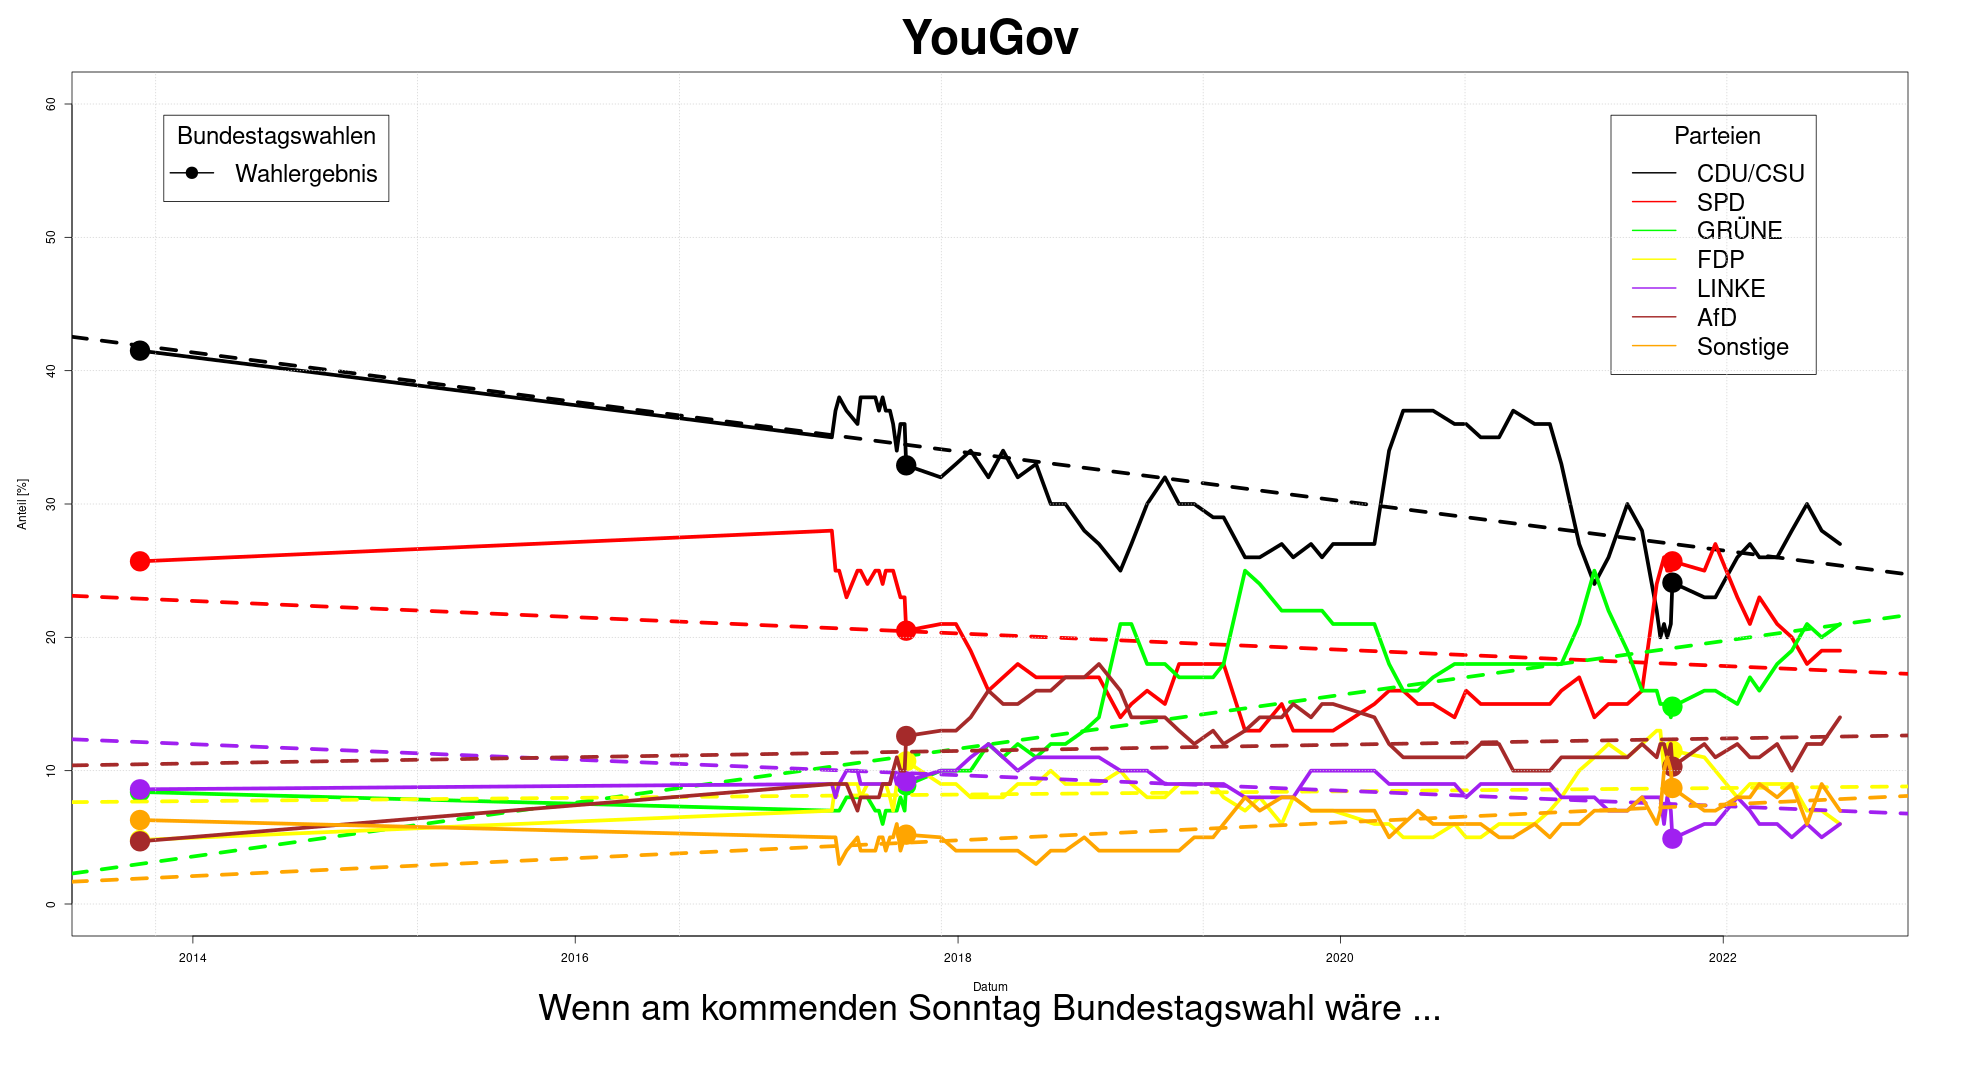 YouGov
Bundestagswahlen
Wahlergebnis
Parteien
CDU/CSU
SPD
GRÜNE
FDP
LINKE
AfD
Sonstige
Anteil [%]
60
50
40
30
20
10
0
2014 2016 2018 2020 2022
Datum
Wenn am kommenden Sonntag Bundestagswahl wäre ...